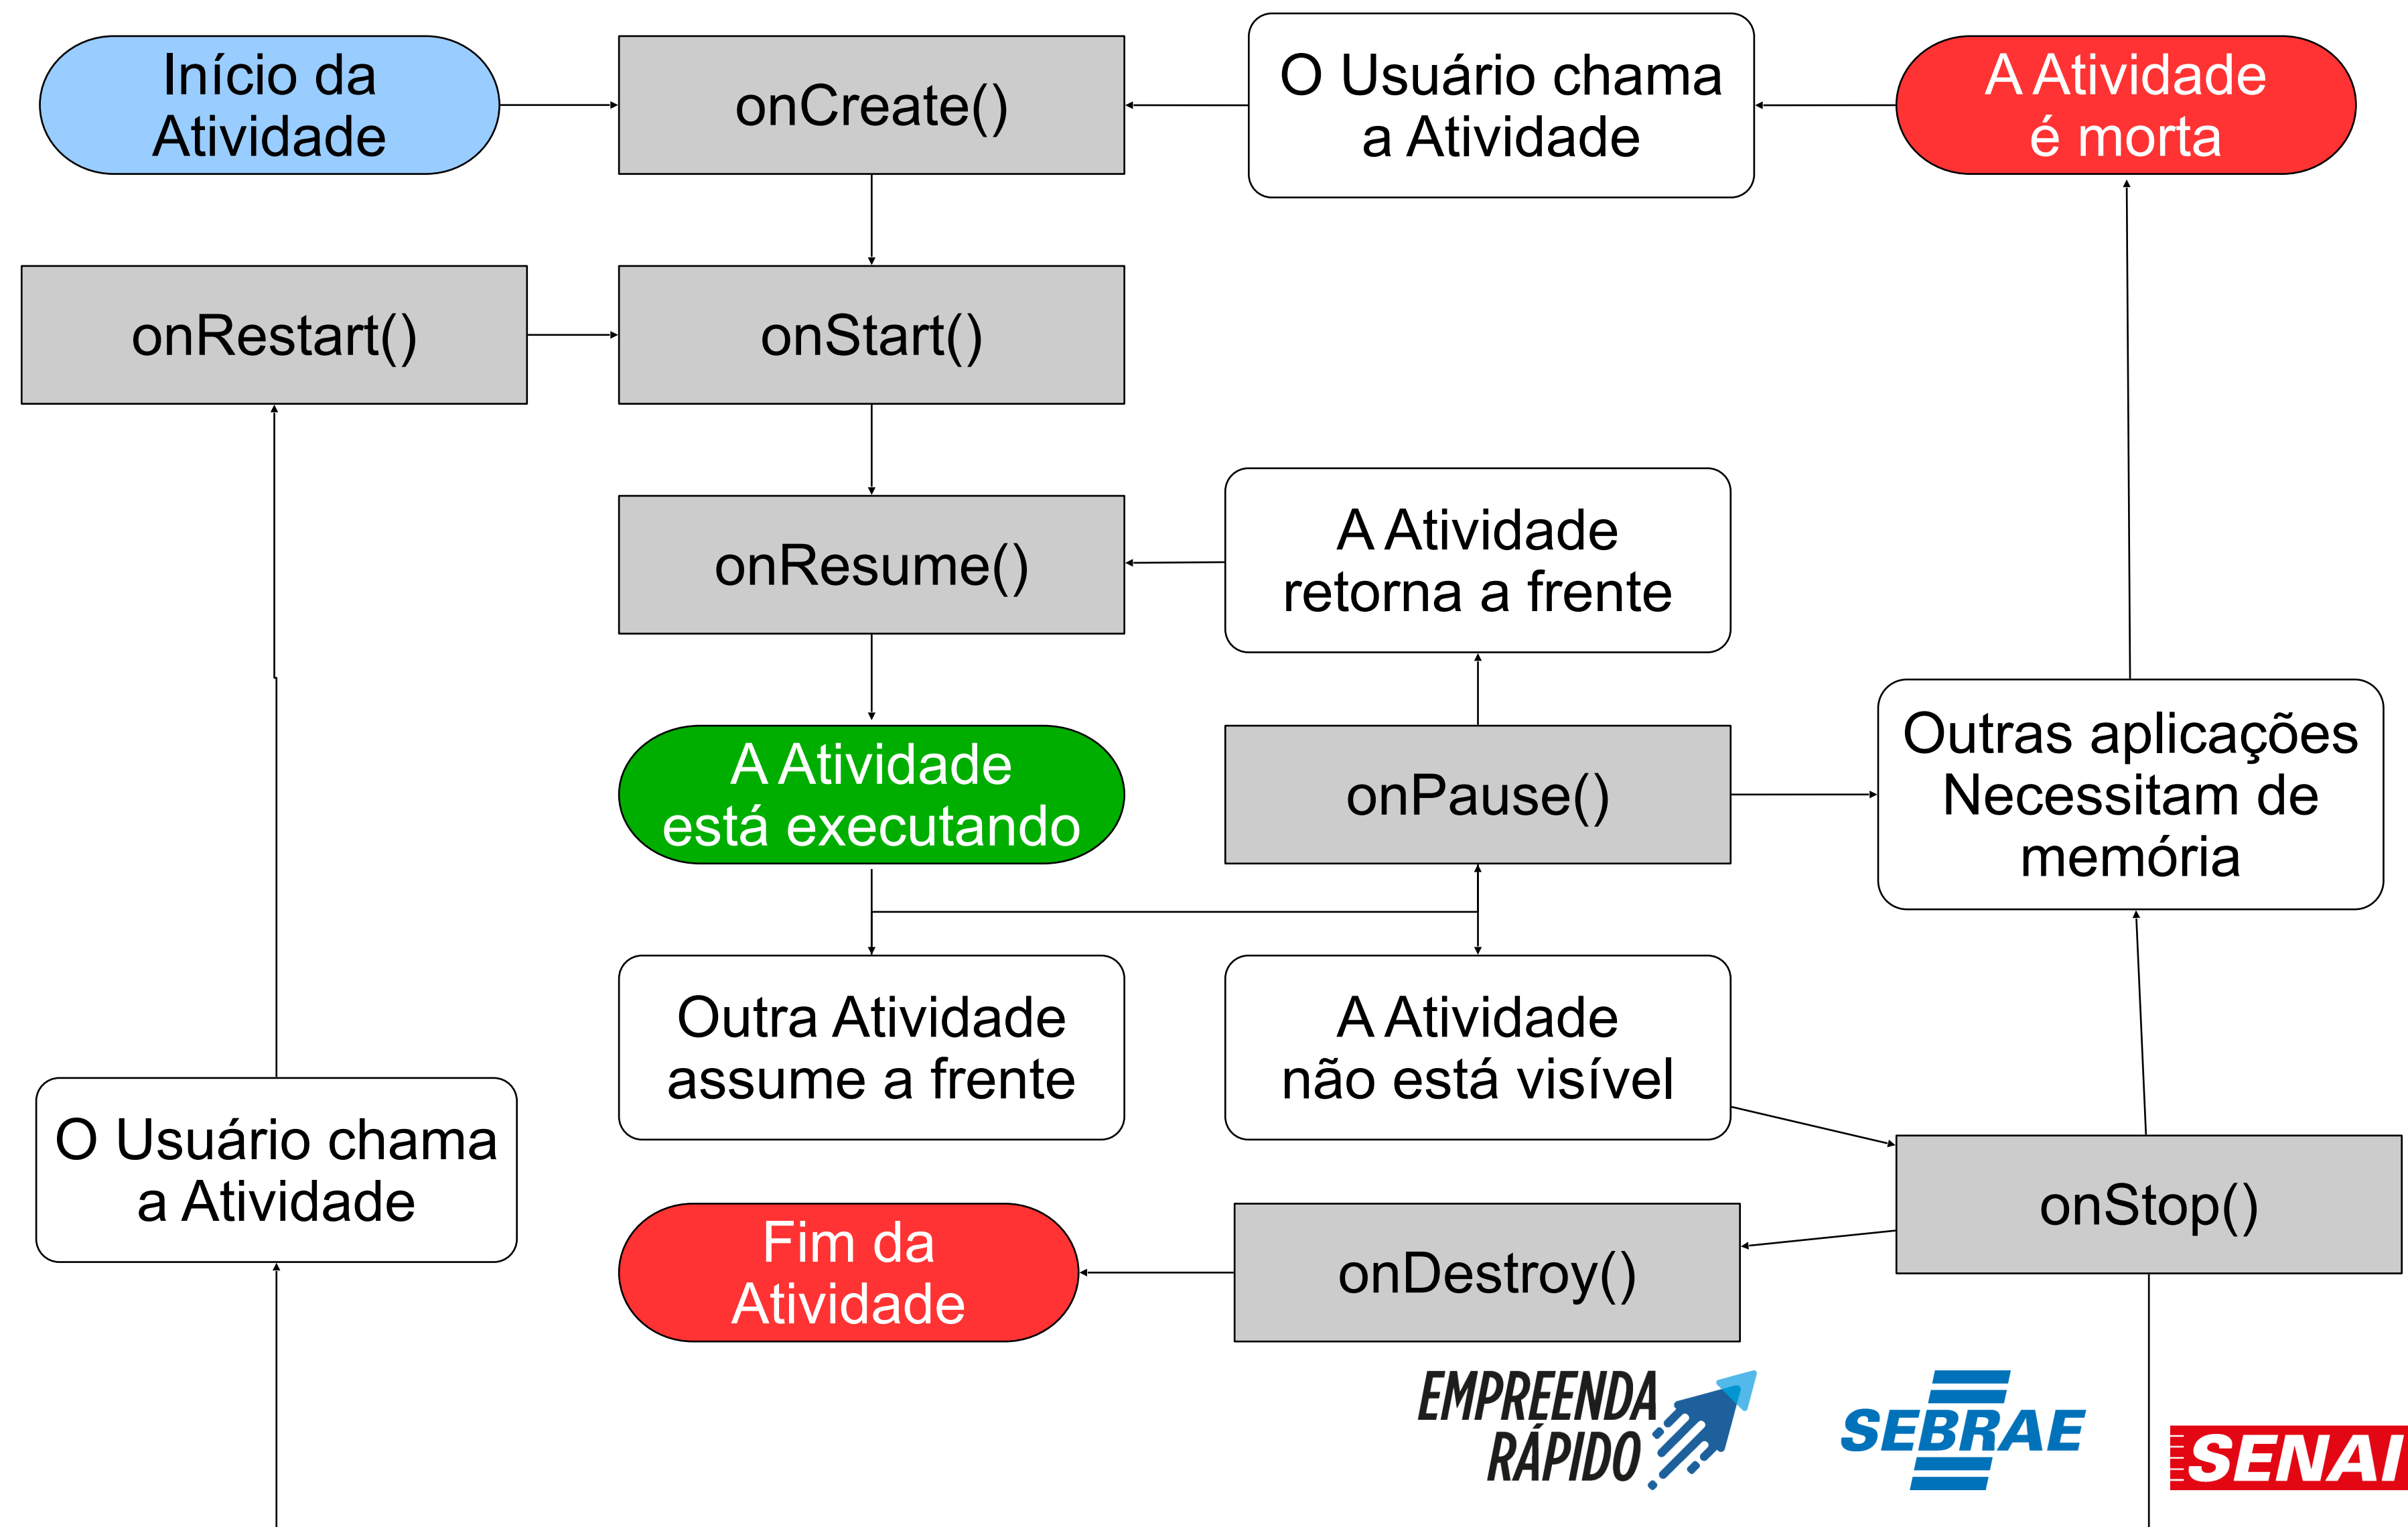 Início da
Atividade
onCreate()
O Usuário chama
a Atividade
A Atividade
é morta
onRestart()
onStart()
onResume()
A Atividade
retorna a frente
A Atividade
está executando
onPause()
Outras aplicações
Necessitam de
memória
Outra Atividade
assume a frente
A Atividade
não está visível
O Usuário chama
a Atividade
onStop()
Fim da
Atividade
onDestroy()
EMPREENDA
RÁPIDO
SEBRAE
SENAI